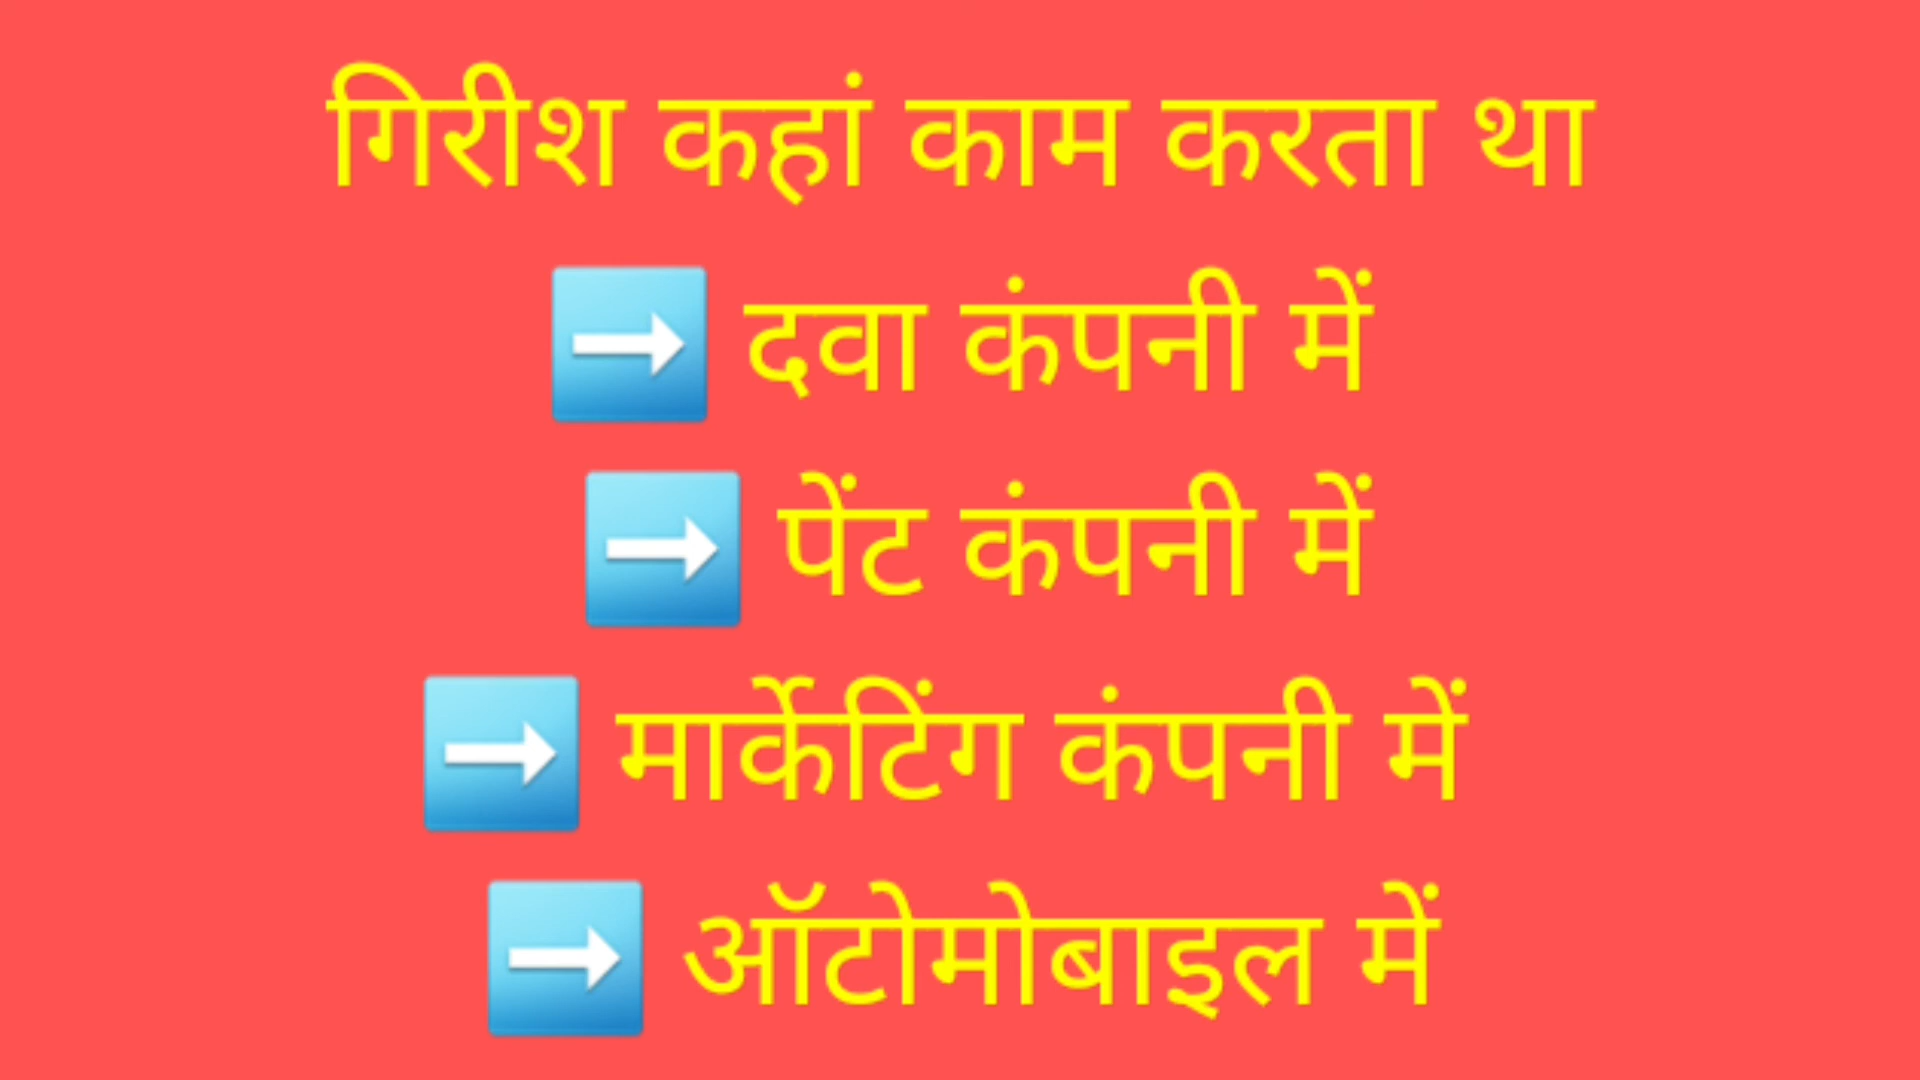 गिरीश कहां काम करता था
➡️ दवा कंपनी में
➡️ पेंट कंपनी में
➡️ मार्केटिंग कंपनी में
➡️ ऑटोमोबाइल में